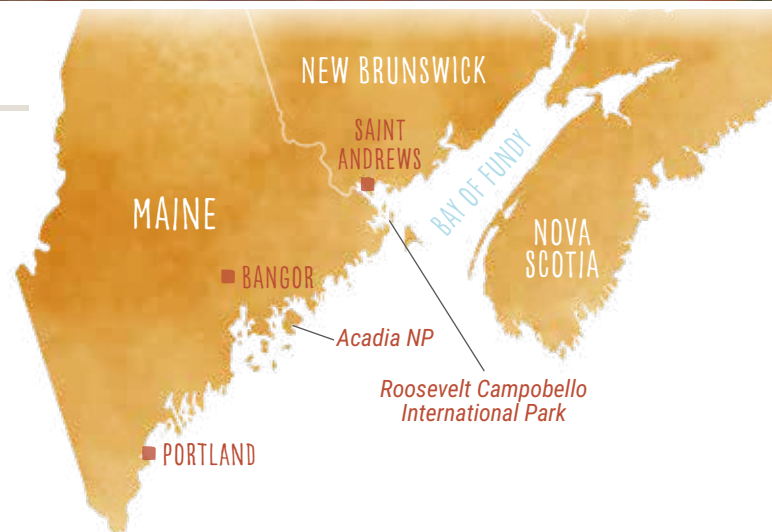 NEW BRUNSWICK
SAINT
ANDREWS
BAY OF FUNDY
MAINE
NOVA
SCOTIA
BANGOR
Acadia NP
Roosevelt Campobello
International Park
PORTLAND